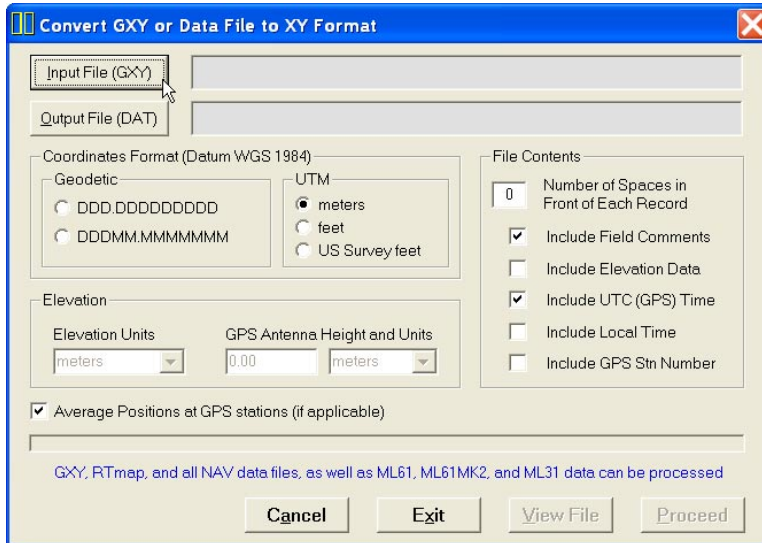 Convert GXY or Data File to XY Format
Input File (GXY)
Output File (DAT)
Coordinates Format (Datum WGS 1984)
Geodetic
DDD.DDDDDDDDD
DDDMM.MMMMMMM
UTM
meters
feet
US Survey feet
File Contents
0
Number of Spaces in
Front of Each Record
Include Field Comments
Include Elevation Data
Include UTC (GPS) Time
Include Local Time
Include GPS Stn Number
Elevation
Elevation Units
meters
GPS Antenna Height and Units
0.00
meters
Average Positions at GPS stations (if applicable)
GXY, RTmap, and all NAV data files, as well as ML61, ML61MK2, and ML31 data can be processed
Cancel
Exit
View File
Proceed